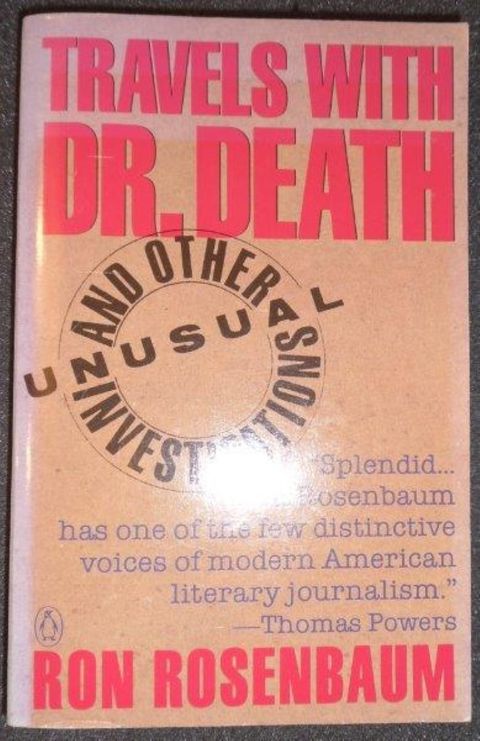 TRAVELS WITH
DR. DEATH
AND OTHER
UNUSUAL
"Splendid...
Rosenbaum
has one of the few distinctive
voices of modern American
literary journalism."
—Thomas Powers
RON ROSENBAUM